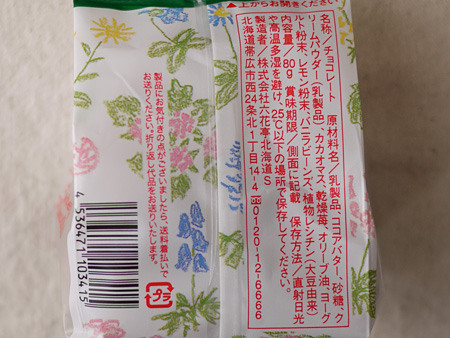 ▲上からお開きください
名称/チョコレート　原材料名/乳製品、ココアバター、砂糖、ク
リームパウダー(乳製品)、カカオマス、乾燥苺、オリーブ油、ヨーグ
ルト粉末、レモン粉末、バニラビーンズ、植物レシチン(大豆由来)
内容量/80g　賞味期限/側面に記載　保存方法/直射日光
や高温多湿を避け、25℃以下の場所で保存してください。
製造者/株式会社六花亭北海道S
北海道帯広市西24条北1丁目14-4 0120-12-6666
製品にお気付きの点がございましたら、送料着払いで
お送りください。折り返し代品をお送りいたします。
4536471103415
プラ